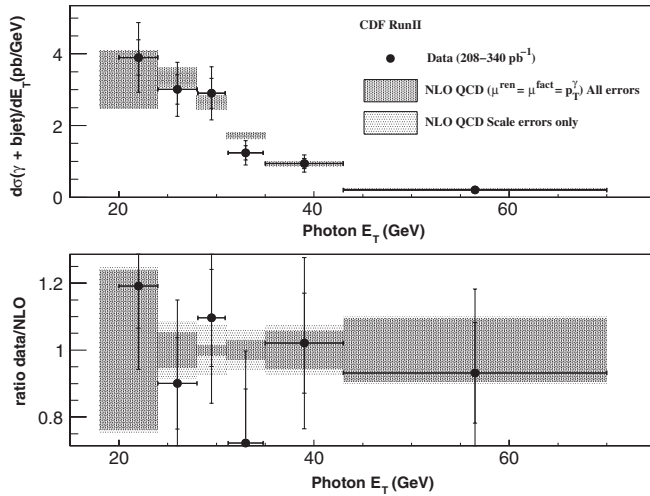 CDF RunII
Data (208−340 pb⁻¹)
NLO QCD (μ^ren = μ^fact = p_T^γ) All errors
NLO QCD Scale errors only
dσ(γ + bjet)/dE_T(pb/GeV)
4
3
2
1
0
20 40 60
Photon E_T (GeV)
ratio data/NLO
1.2
1
0.8
20 40 60
Photon E_T (GeV)